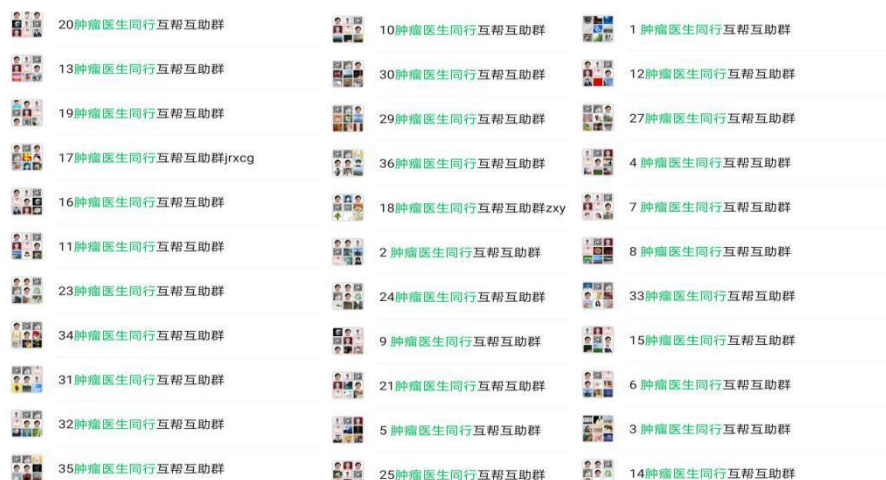 20肿瘤医生同行互帮互助群
13肿瘤医生同行互帮互助群
19肿瘤医生同行互帮互助群
17肿瘤医生同行互帮互助群jrxcg
16肿瘤医生同行互帮互助群
11肿瘤医生同行互帮互助群
23肿瘤医生同行互帮互助群
34肿瘤医生同行互帮互助群
31肿瘤医生同行互帮互助群
32肿瘤医生同行互帮互助群
35肿瘤医生同行互帮互助群
10肿瘤医生同行互帮互助群
30肿瘤医生同行互帮互助群
29肿瘤医生同行互帮互助群
36肿瘤医生同行互帮互助群
18肿瘤医生同行互帮互助群zxy
2 肿瘤医生同行互帮互助群
24肿瘤医生同行互帮互助群
9 肿瘤医生同行互帮互助群
21肿瘤医生同行互帮互助群
5 肿瘤医生同行互帮互助群
25肿瘤医生同行互帮互助群
1 肿瘤医生同行互帮互助群
12肿瘤医生同行互帮互助群
27肿瘤医生同行互帮互助群
4 肿瘤医生同行互帮互助群
7 肿瘤医生同行互帮互助群
8 肿瘤医生同行互帮互助群
33肿瘤医生同行互帮互助群
15肿瘤医生同行互帮互助群
6 肿瘤医生同行互帮互助群
3 肿瘤医生同行互帮互助群
14肿瘤医生同行互帮互助群